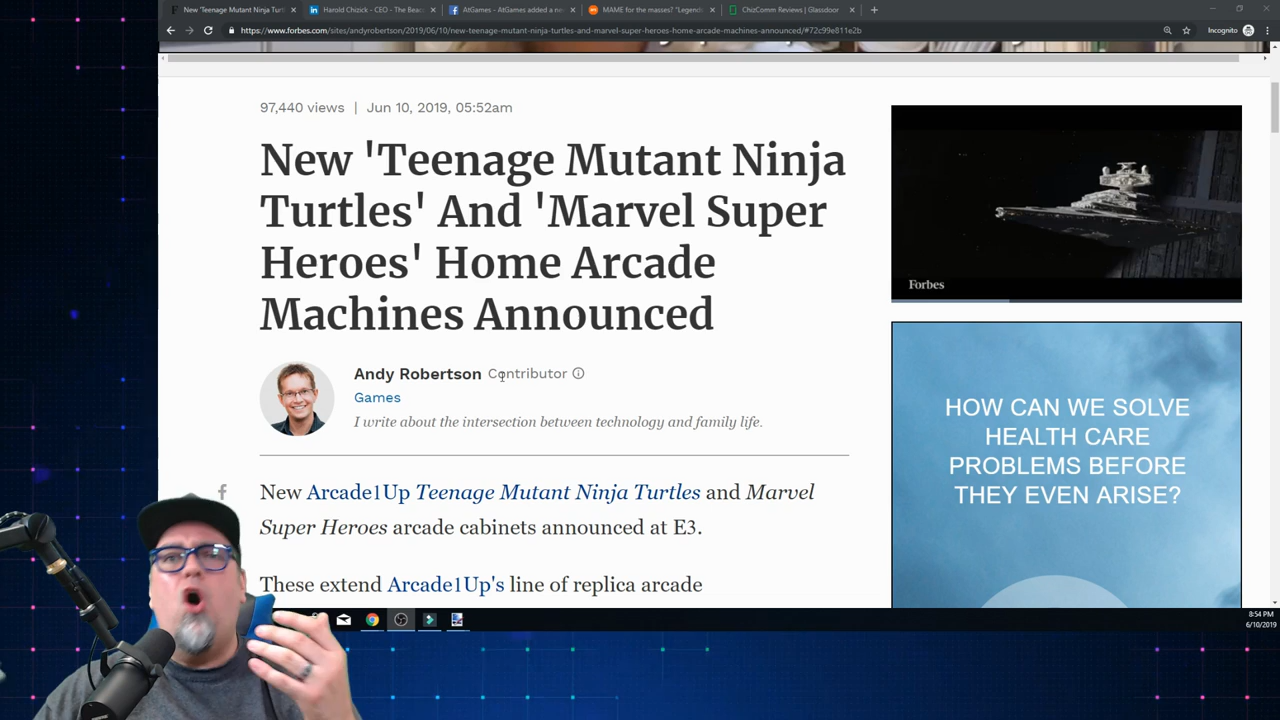 New 'Teenage Mutant Ninja Turt
Harold Chizick - CEO - The Beac
AtGames - AtGames added a ne
MAME for the masses? "Legend
ChizComm Reviews | Glassdoor
https://www.forbes.com/sites/andyrobertson/2019/06/10/new-teenage-mutant-ninja-turtles-and-marvel-super-heroes-home-arcade-machines-announced/#72c99e811e2b
Incognito
97,440 views | Jun 10, 2019, 05:52am
New 'Teenage Mutant Ninja
Turtles' And 'Marvel Super
Heroes' Home Arcade
Machines Announced
Andy Robertson Contributor
Games
I write about the intersection between technology and family life.
New Arcade1Up Teenage Mutant Ninja Turtles and Marvel
Super Heroes arcade cabinets announced at E3.
These extend Arcade1Up's line of replica arcade
Forbes
HOW CAN WE SOLVE
HEALTH CARE
PROBLEMS BEFORE
THEY EVEN ARISE?
8:54 PM
6/10/2019